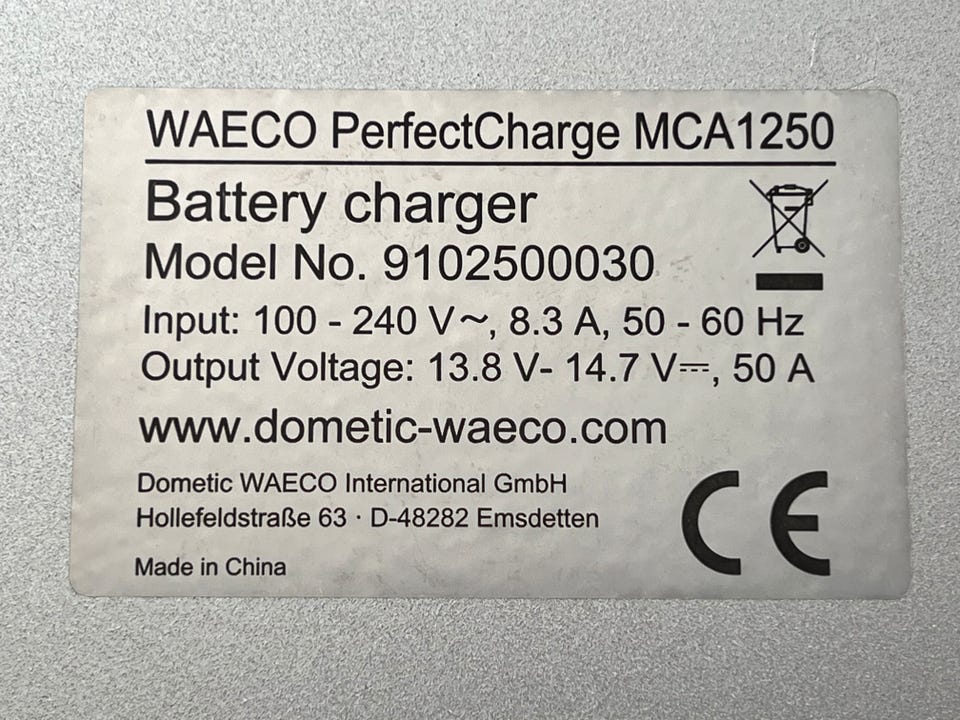 WAECO PerfectCharge MCA1250
Battery charger
Model No. 9102500030
Input: 100 - 240 V~, 8.3 A, 50 - 60 Hz
Output Voltage: 13.8 V- 14.7 V⎓, 50 A
www.dometic-waeco.com
Dometic WAECO International GmbH
Hollefeldstraße 63 · D-48282 Emsdetten
Made in China
CE